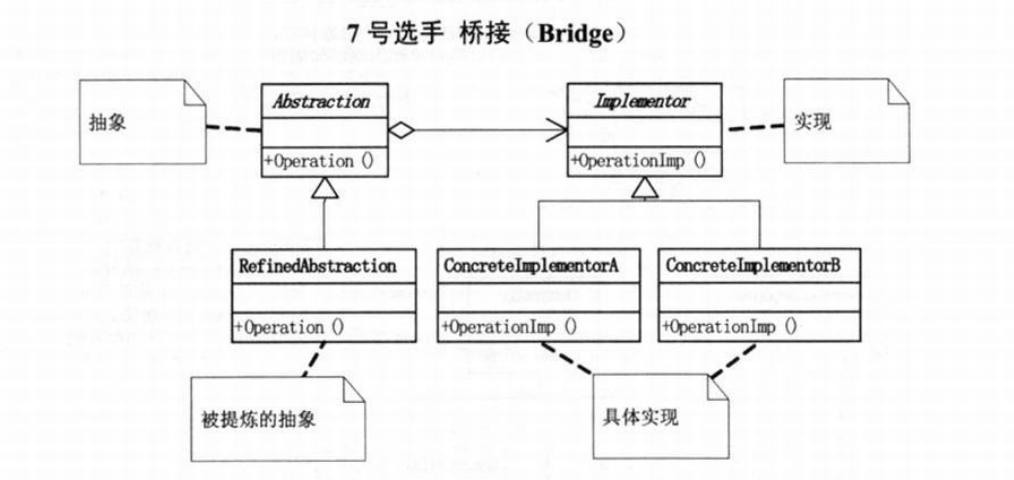 7 号选手 桥接（Bridge）
抽象
Abstraction
+Operation ()
Implementor
+OperationImp ()
实现
RefinedAbstraction
+Operation ()
ConcreteImplementorA
+OperationImp ()
ConcreteImplementorB
+OperationImp ()
被提炼的抽象
具体实现